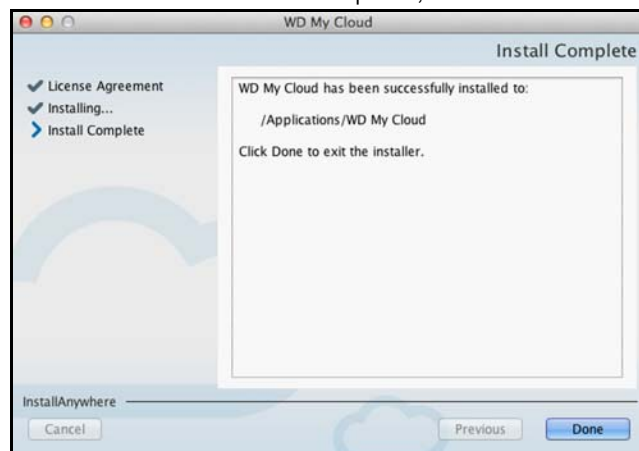 WD My Cloud
Install Complete
License Agreement
Installing...
Install Complete
WD My Cloud has been successfully installed to:
/Applications/WD My Cloud
Click Done to exit the installer.
InstallAnywhere
Cancel
Previous
Done